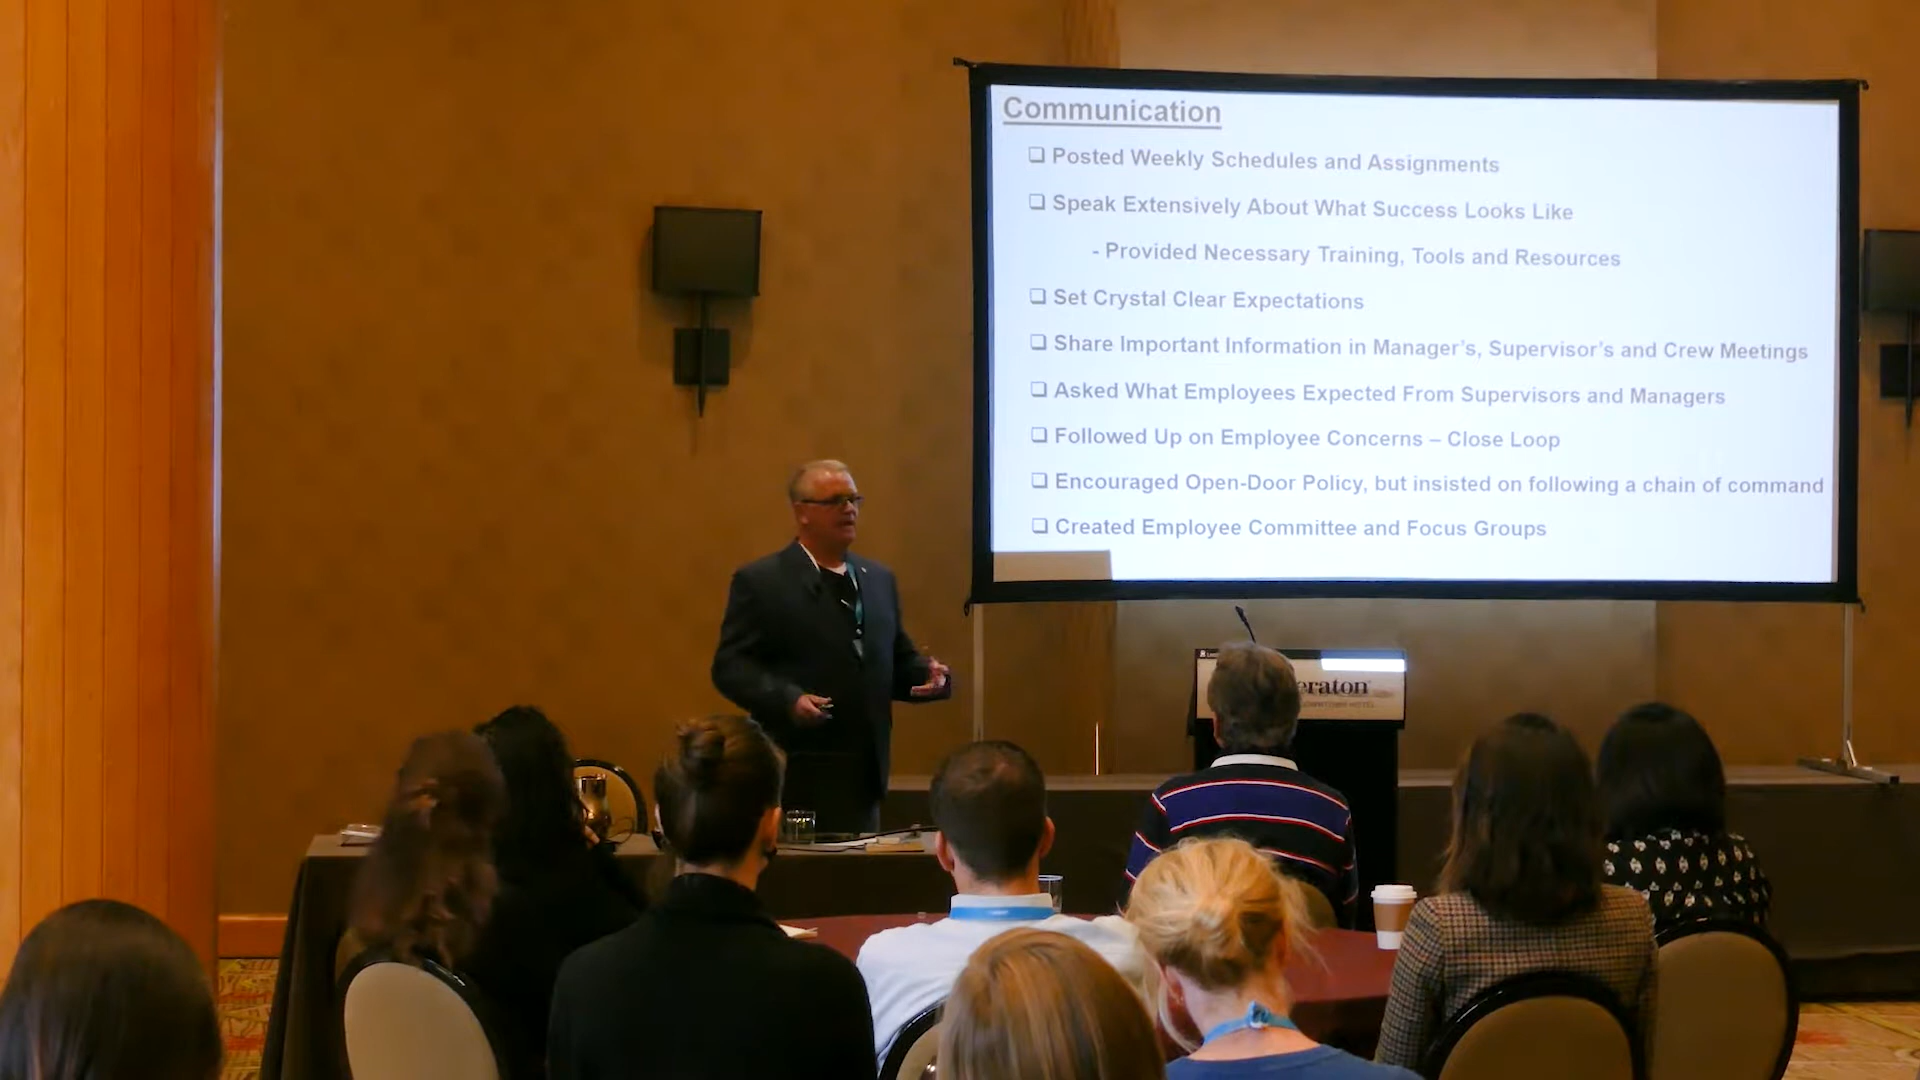 Communication
❑ Posted Weekly Schedules and Assignments
❑ Speak Extensively About What Success Looks Like
- Provided Necessary Training, Tools and Resources
❑ Set Crystal Clear Expectations
❑ Share Important Information in Manager’s, Supervisor’s and Crew Meetings
❑ Asked What Employees Expected From Supervisors and Managers
❑ Followed Up on Employee Concerns – Close Loop
❑ Encouraged Open-Door Policy, but insisted on following a chain of command
❑ Created Employee Committee and Focus Groups
eraton
HOTEL